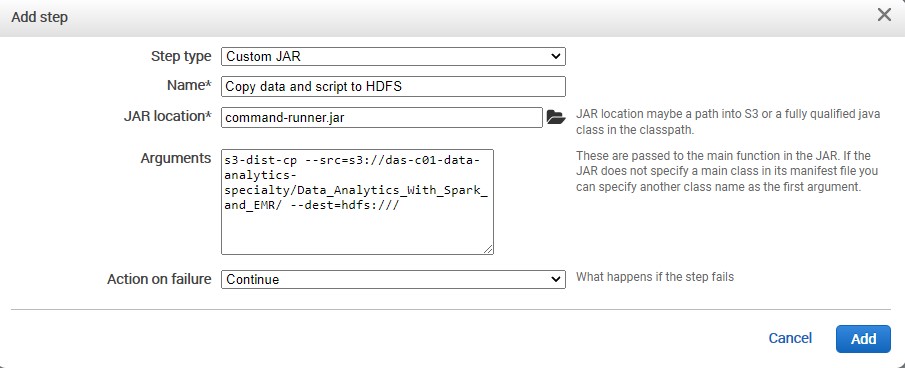 Add step
Step type Custom JAR
Name* Copy data and script to HDFS
JAR location* command-runner.jar
JAR location maybe a path into S3 or a fully qualified java
class in the classpath.
Arguments
s3-dist-cp --src=s3://das-c01-data-
analytics-
specialty/Data_Analytics_With_Spark_
and_EMR/ --dest=hdfs:///
These are passed to the main function in the JAR. If the
JAR does not specify a main class in its manifest file you
can specify another class name as the first argument.
Action on failure Continue
What happens if the step fails
Cancel
Add